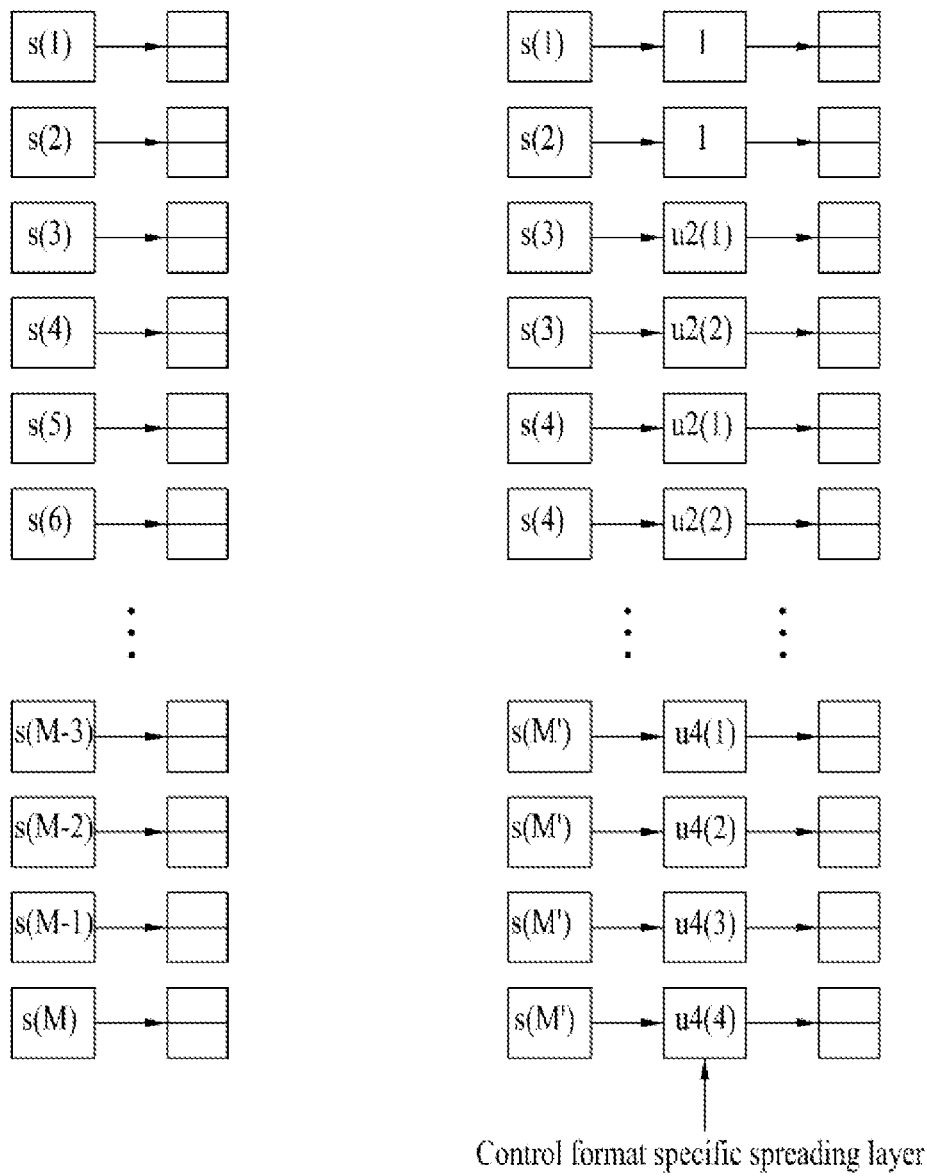 s(1) s(1) 1
s(2) s(2) 1
s(3) s(3) u2(1)
s(4) s(3) u2(2)
s(5) s(4) u2(1)
s(6) s(4) u2(2)
s(M-3) s(M') u4(1)
s(M-2) s(M') u4(2)
s(M-1) s(M') u4(3)
s(M) s(M') u4(4)
Control format specific spreading layer